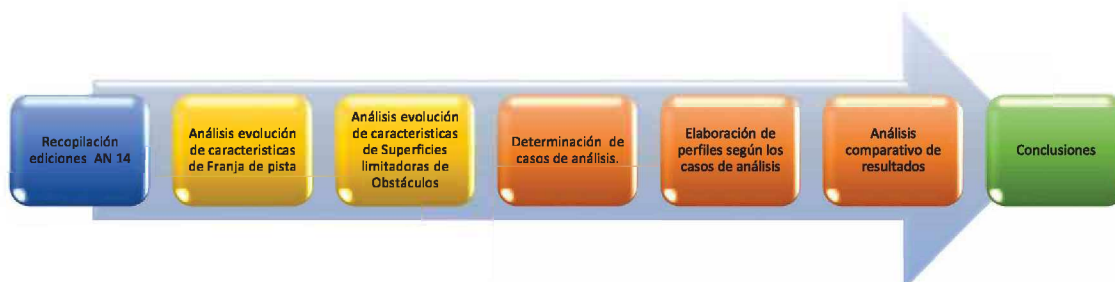 Recopilación
ediciones AN 14
Análisis evolución
de caracteristicas
de Franja de pista
Análisis evolución
de caracteristicas
de Superficies
limitadoras de
Obstáculos
Determinación de
casos de análisis.
Elaboración de
perfiles según los
casos de análisis
Análisis
comparativo de
resultados
Conclusiones